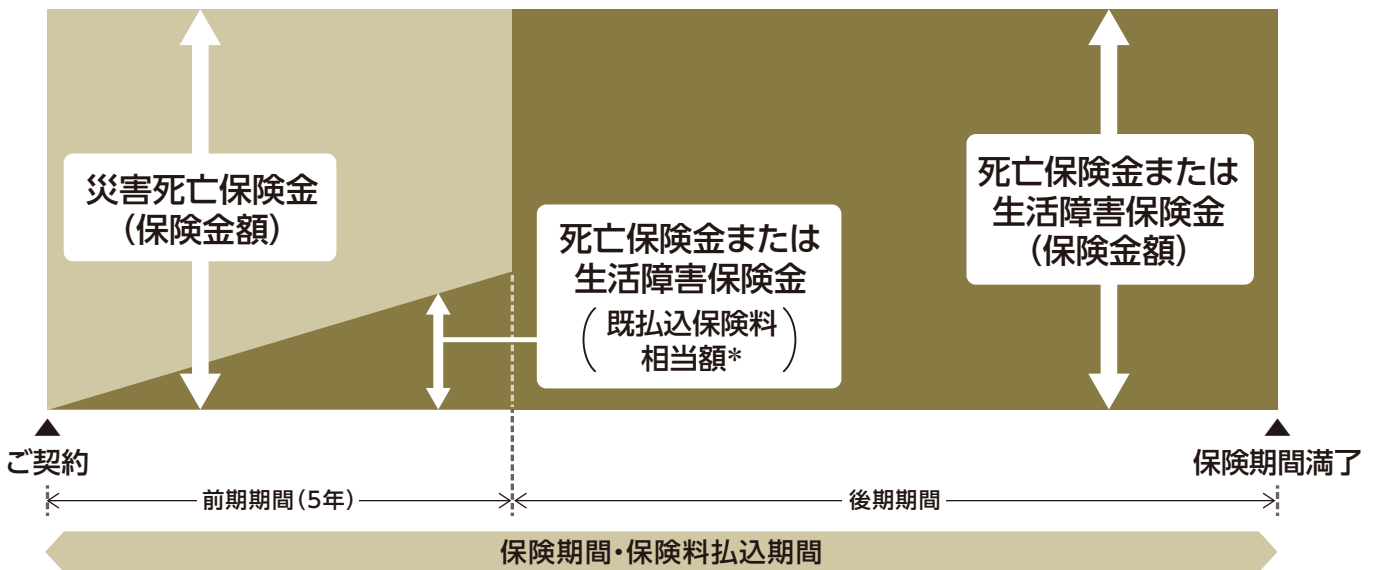 災害死亡保険金
(保険金額)
死亡保険金または
生活障害保険金
(既払込保険料
相当額*)
死亡保険金または
生活障害保険金
(保険金額)
ご契約
保険期間満了
前期期間(5年)
後期期間
保険期間・保険料払込期間